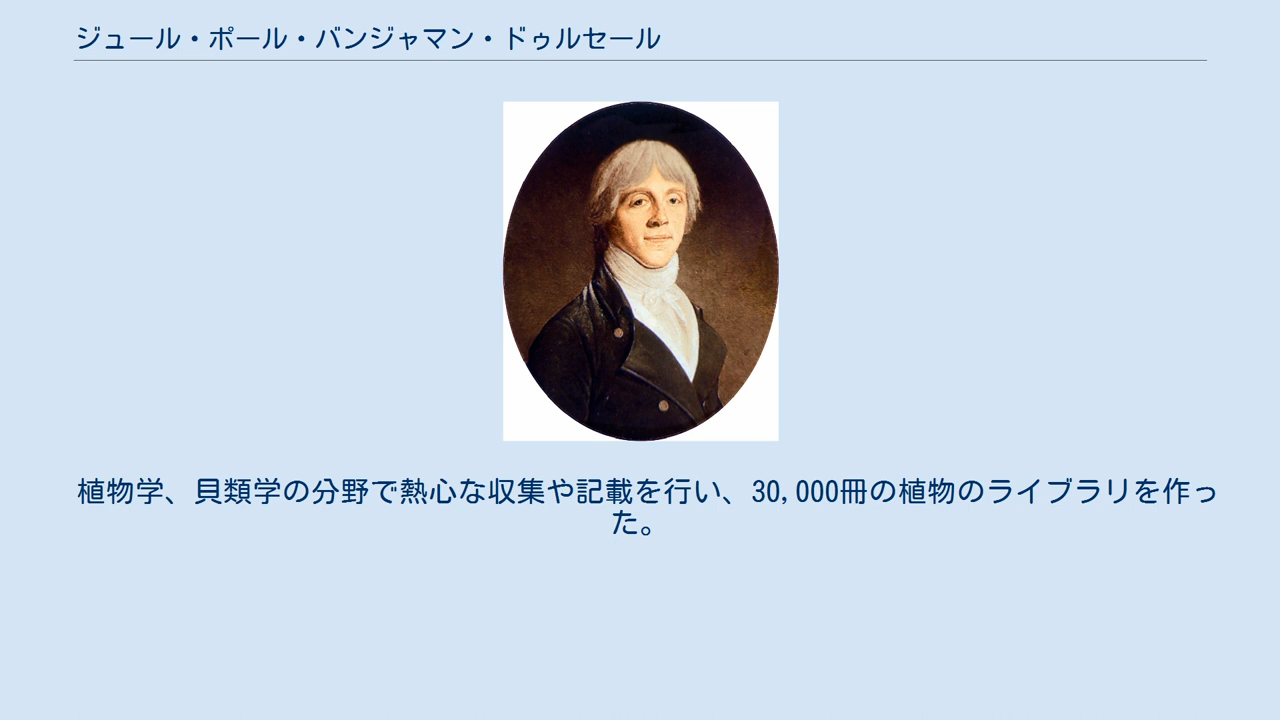 ジュール・ポール・バンジャマン・ドゥルセール
植物学、貝類学の分野で熱心な収集や記載を行い、30,000冊の植物のライブラリを作っ
た。